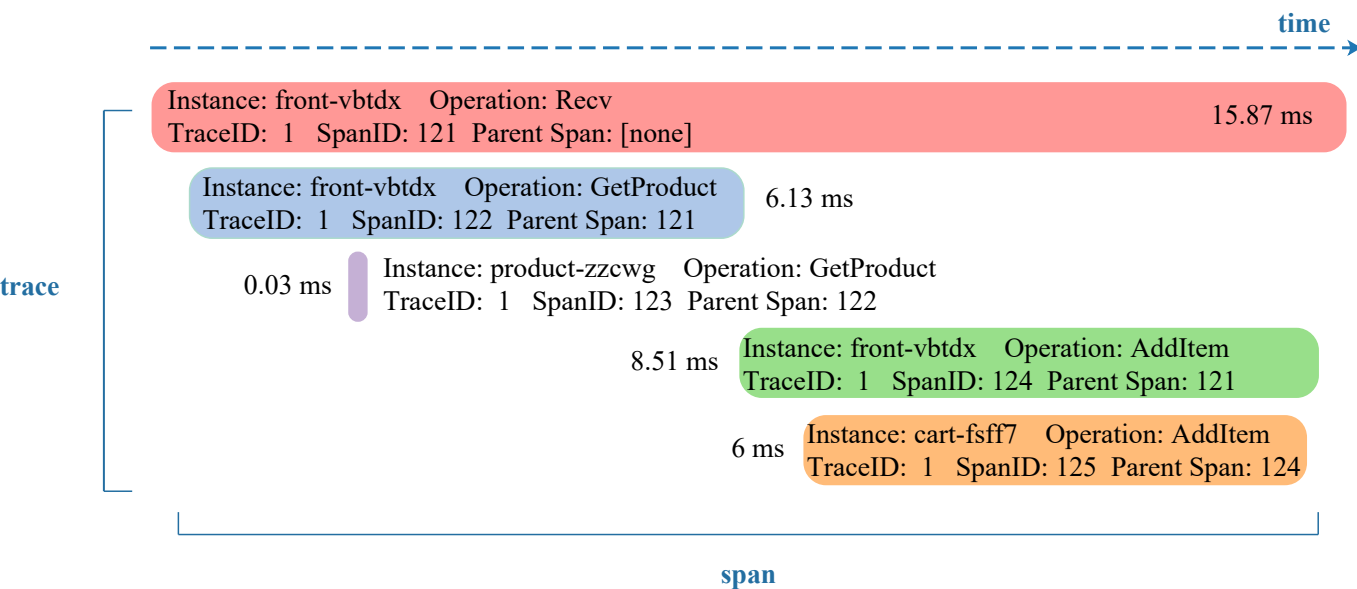 time
Instance: front-vbtdx Operation: Recv
TraceID: 1 SpanID: 121 Parent Span: [none]
15.87 ms
Instance: front-vbtdx Operation: GetProduct
TraceID: 1 SpanID: 122 Parent Span: 121
6.13 ms
0.03 ms
Instance: product-zzcwg Operation: GetProduct
TraceID: 1 SpanID: 123 Parent Span: 122
trace
8.51 ms
Instance: front-vbtdx Operation: AddItem
TraceID: 1 SpanID: 124 Parent Span: 121
6 ms
Instance: cart-fsff7 Operation: AddItem
TraceID: 1 SpanID: 125 Parent Span: 124
span